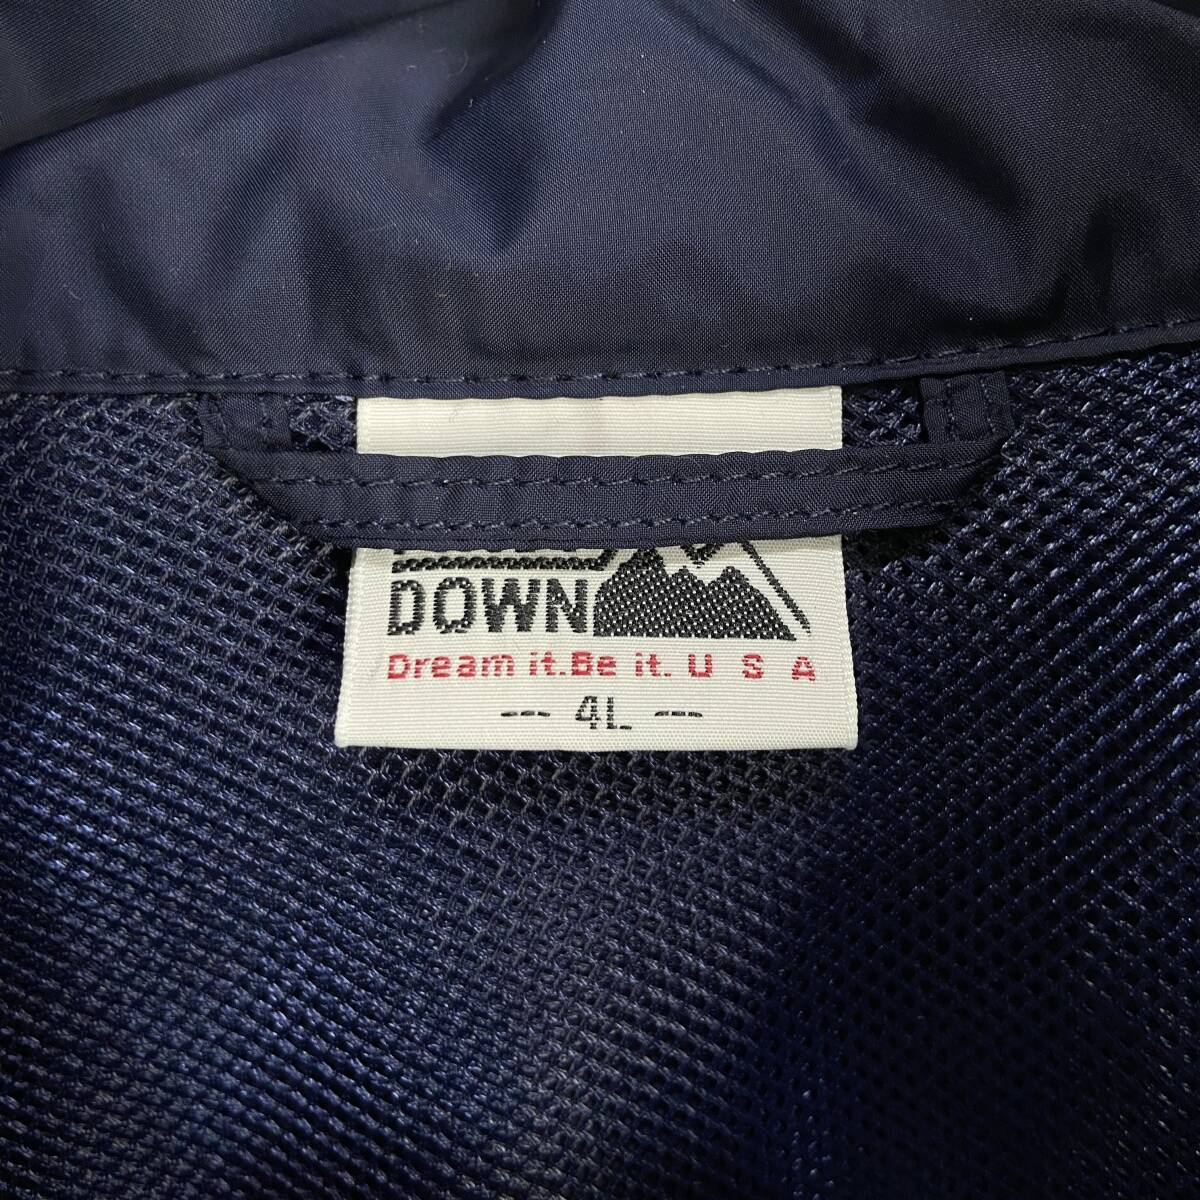 DOWN
Dream it.Be it. U S A
--- 4L ---